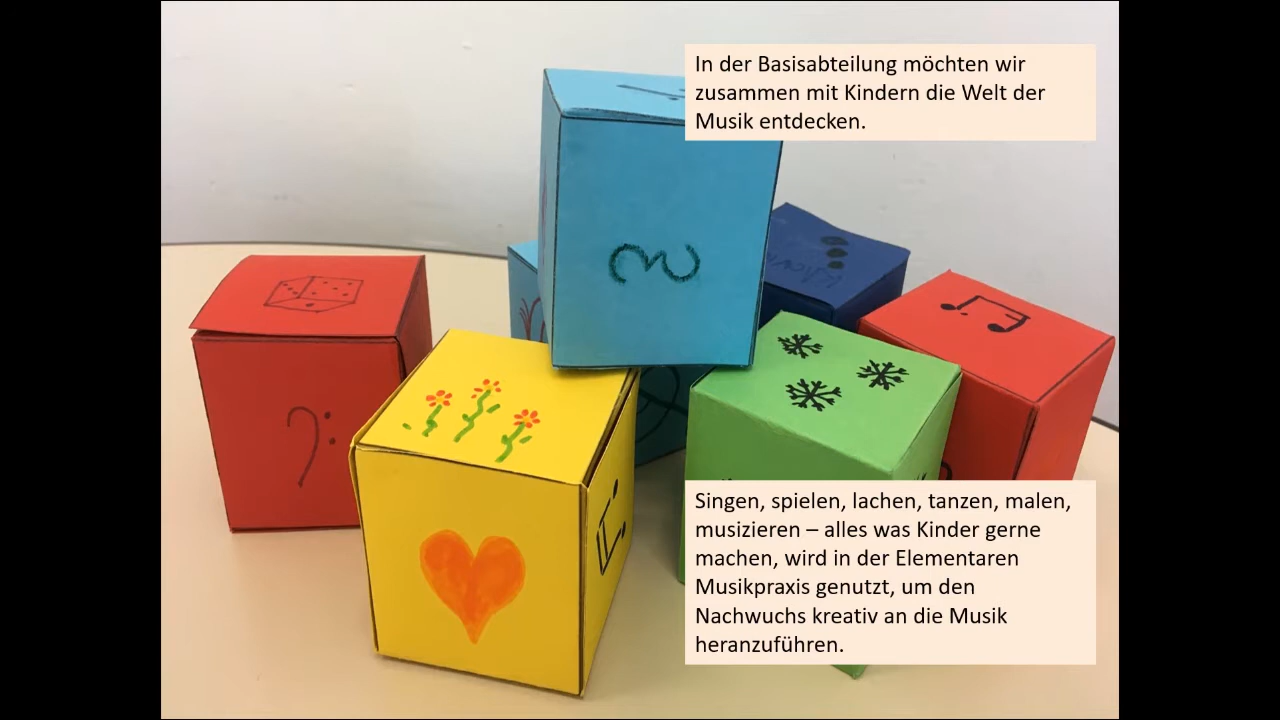 In der Basisabteilung möchten wir
zusammen mit Kindern die Welt der
Musik entdecken.
Singen, spielen, lachen, tanzen, malen,
musizieren – alles was Kinder gerne
machen, wird in der Elementaren
Musikpraxis genutzt, um den
Nachwuchs kreativ an die Musik
heranzuführen.